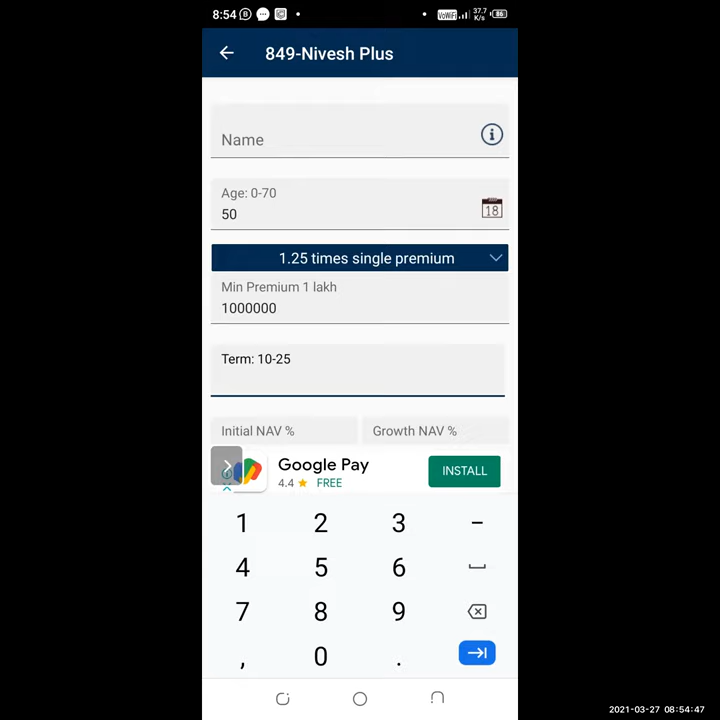 8:54
VoWiFi
37.7
K/s
86
849-Nivesh Plus
Name
Age: 0-70
50
18
1.25 times single premium
Min Premium 1 lakh
1000000
Term: 10-25
Initial NAV %
Growth NAV %
Google Pay
4.4 ★ FREE
INSTALL
1 2 3 -
4 5 6
7 8 9
, 0 .
2021-03-27 08:54:47